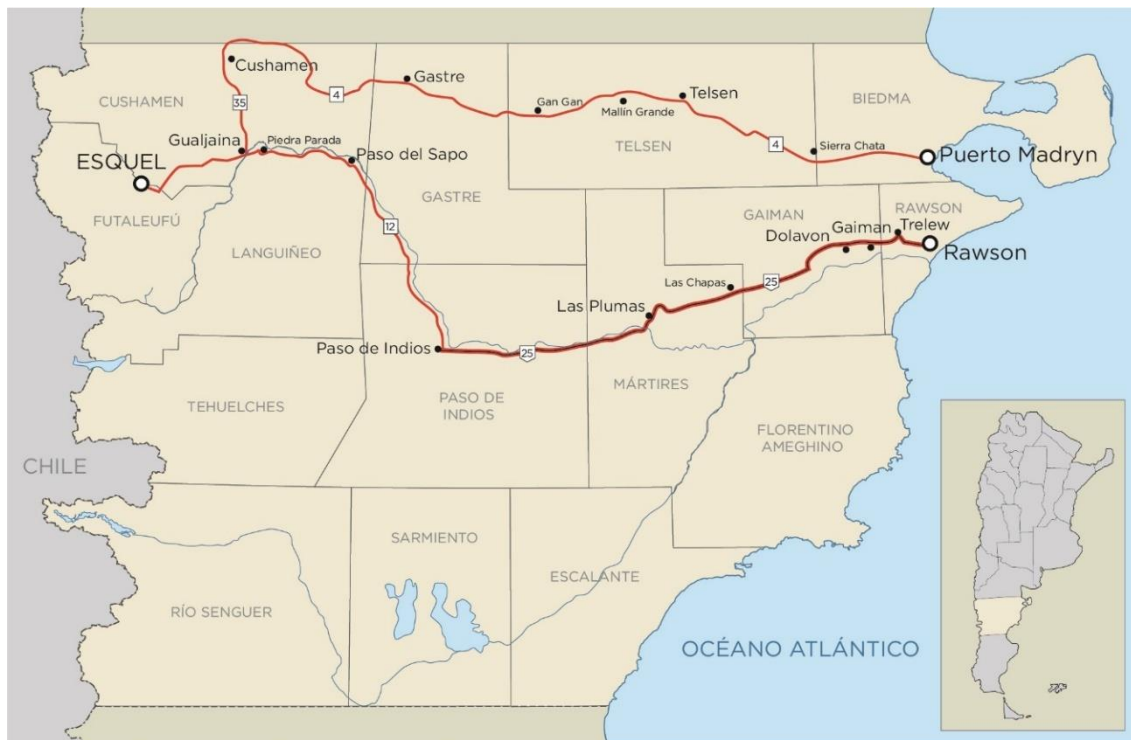 Cushamen
CUSHAMEN
35
4
Gastre
Gan Gan
Mallín Grande
Telsen
TELSEN
BIEDMA
4
Sierra Chata
Puerto Madryn
Gualjaina
Piedra Parada
Paso del Sapo
ESQUEL
FUTALEUFÚ
LANGUIÑEO
GASTRE
12
GAIMAN
RAWSON
Dolavon
Gaiman
Trelew
Rawson
Las Chapas
25
Las Plumas
Paso de Indios
25
TEHUELCHES
PASO DE
INDIOS
MÁRTIRES
FLORENTINO
AMEGHINO
CHILE
SARMIENTO
ESCALANTE
RÍO SENGUER
OCÉANO ATLÁNTICO